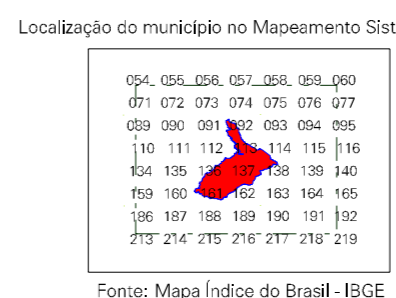 Localização do município no Mapeamento Sist
054 055 056 057 058 059 060
071 072 073 074 075 076 077
089 090 091 092 093 094 095
110 111 112 113 114 115 116
134 135 136 137 138 139 140
159 160 161 162 163 164 165
186 187 188 189 190 191 192
213 214 215 216 217 218 219
Fonte: Mapa Índice do Brasil - IBGE